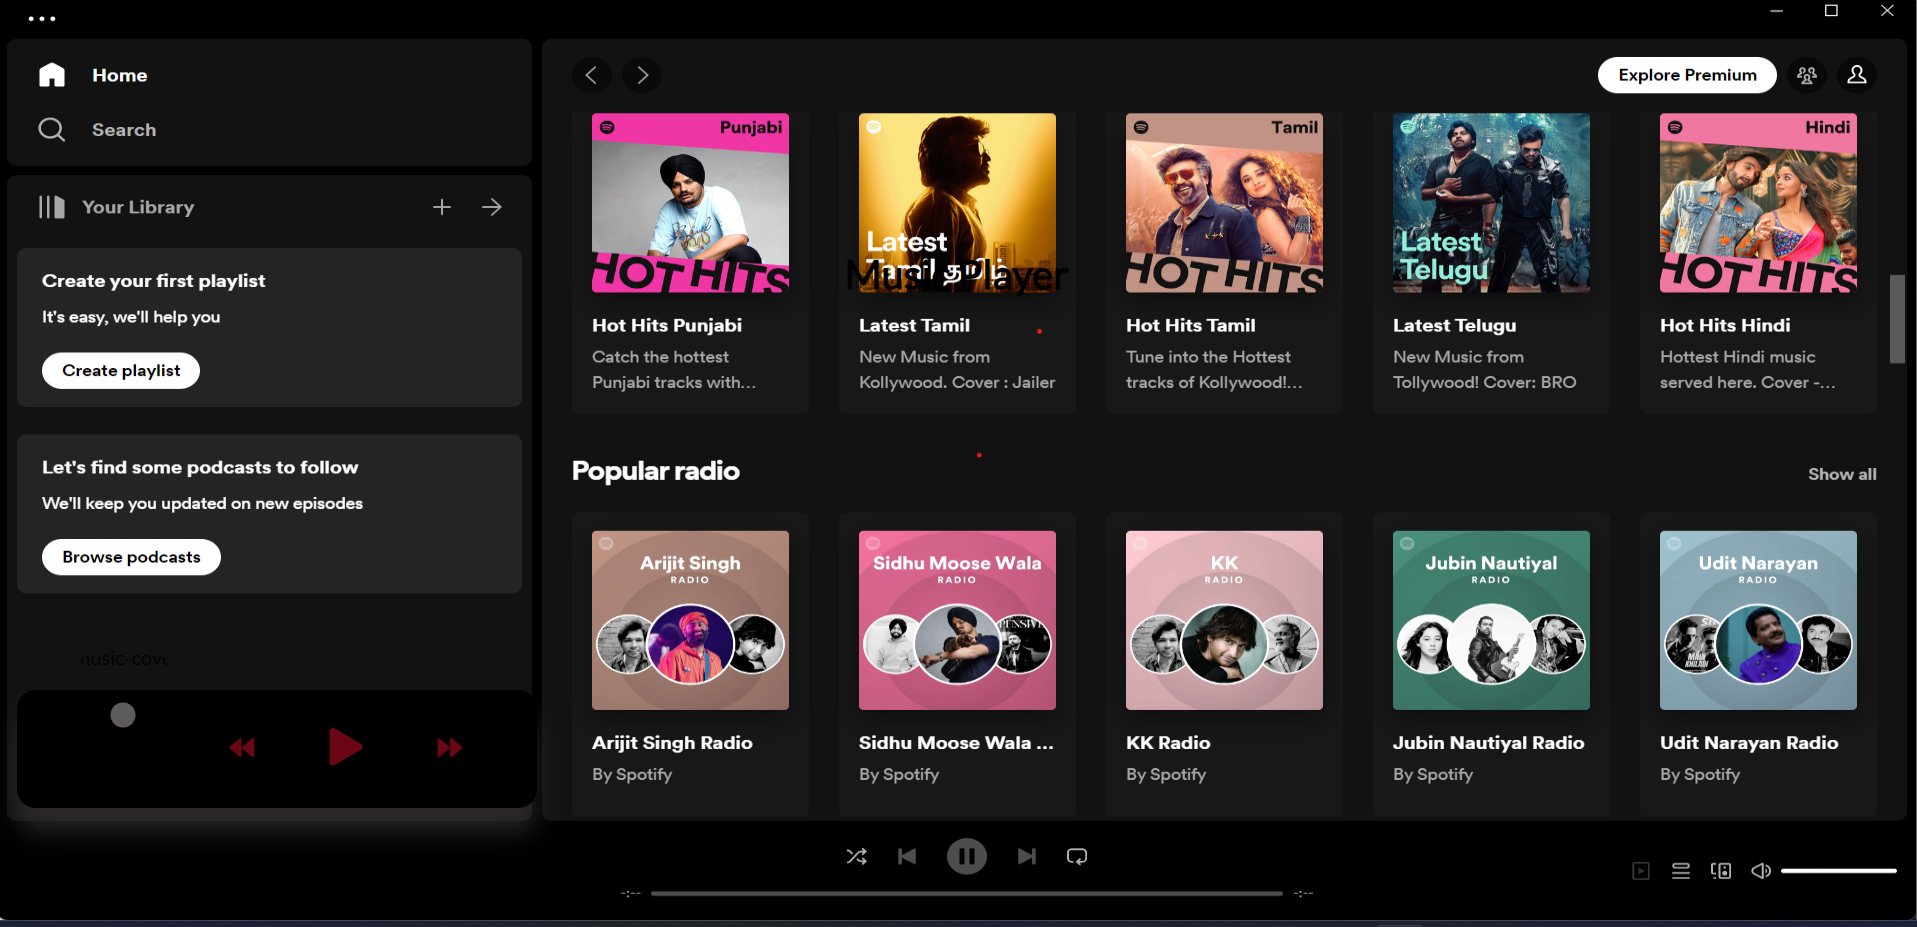 Home
Search
Your Library
Create your first playlist
It's easy, we'll help you
Create playlist
Let's find some podcasts to follow
We'll keep you updated on new episodes
Browse podcasts
Explore Premium
Punjabi
HOT HITS
Latest
Tamil தமிழ்
Music Player
Tamil
HOT HITS
Latest
Telugu
Hindi
HOT HITS
Hot Hits Punjabi
Catch the hottest
Punjabi tracks with...
Latest Tamil
New Music from
Kollywood. Cover : Jailer
Hot Hits Tamil
Tune into the Hottest
tracks of Kollywood!...
Latest Telugu
New Music from
Tollywood! Cover: BRO
Hot Hits Hindi
Hottest Hindi music
served here. Cover -...
Popular radio
Show all
Arijit Singh
RADIO
Sidhu Moose Wala
RADIO
KK
RADIO
Jubin Nautiyal
RADIO
Udit Narayan
RADIO
Arijit Singh Radio
By Spotify
Sidhu Moose Wala ...
By Spotify
KK Radio
By Spotify
Jubin Nautiyal Radio
By Spotify
Udit Narayan Radio
By Spotify
-:--
-:--